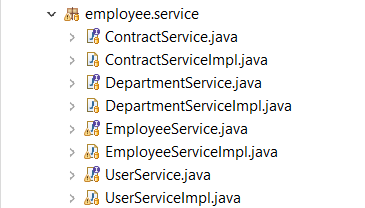 employee.service
ContractService.java
ContractServiceImpl.java
DepartmentService.java
DepartmentServiceImpl.java
EmployeeService.java
EmployeeServiceImpl.java
UserService.java
UserServiceImpl.java